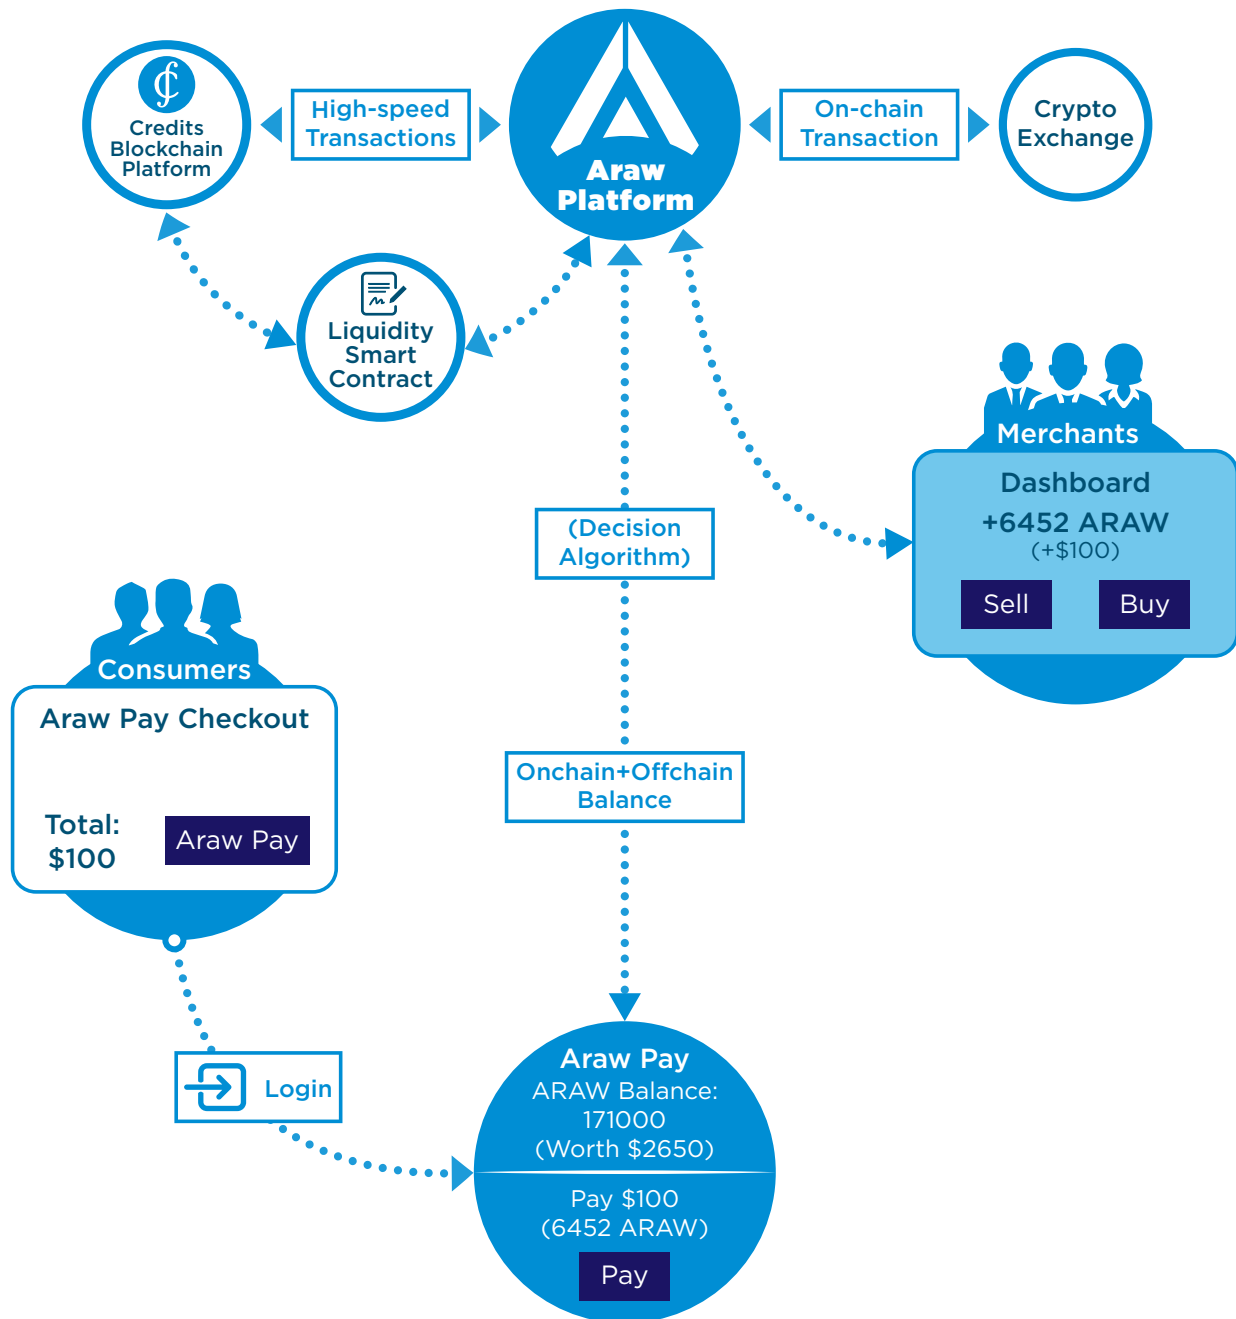 Credits
Blockchain
Platform
High-speed
Transactions
Araw
Platform
On-chain
Transaction
Crypto
Exchange
Liquidity
Smart
Contract
Merchants
Dashboard
+6452 ARAW
(+$100)
Sell
Buy
(Decision
Algorithm)
Consumers
Araw Pay Checkout
Total:
$100
Araw Pay
Onchain+Offchain
Balance
Login
Araw Pay
ARAW Balance:
171000
(Worth $2650)
Pay $100
(6452 ARAW)
Pay